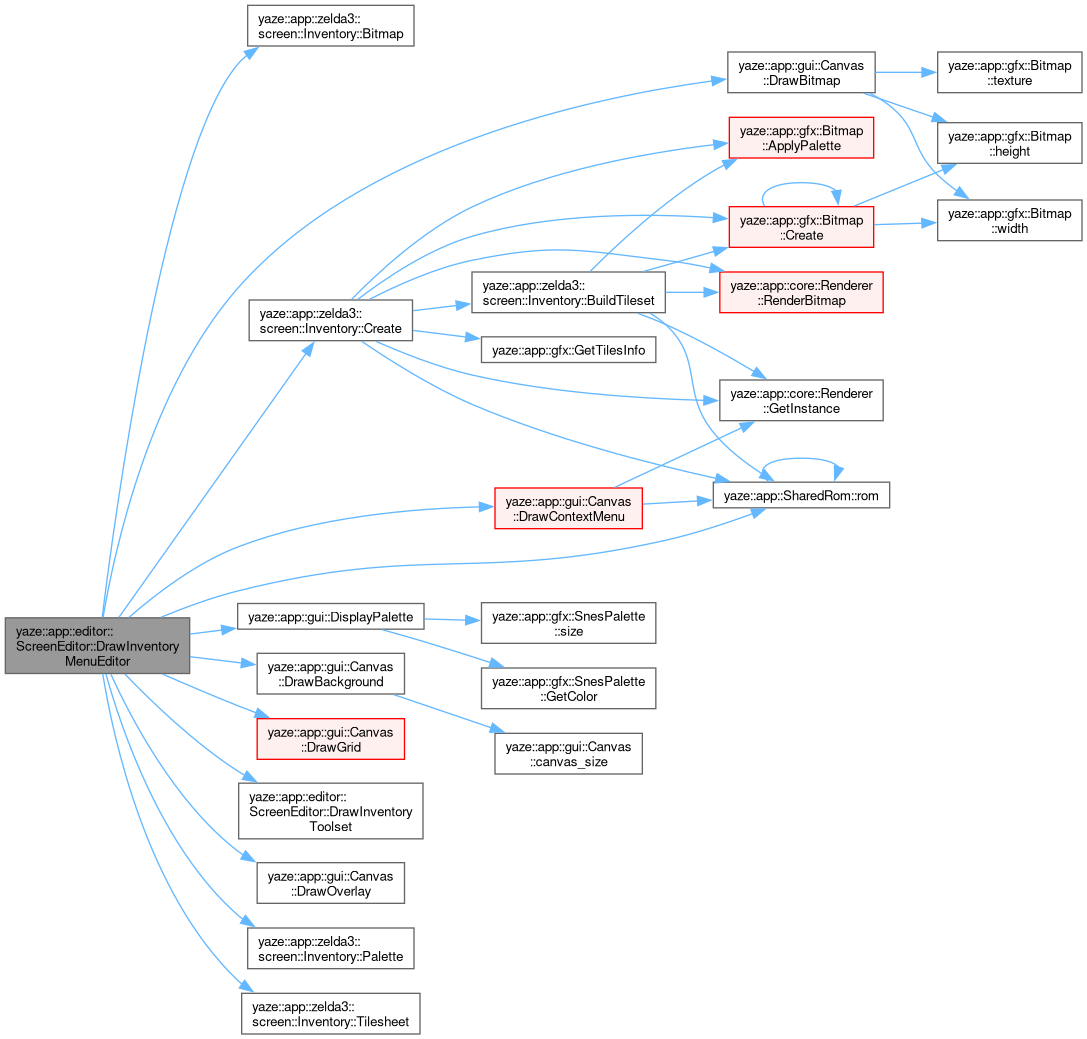 yaze::app::zelda3::
screen::Inventory::Bitmap
yaze::app::gui::Canvas
::DrawBitmap
yaze::app::gfx::Bitmap
::texture
yaze::app::gfx::Bitmap
::ApplyPalette
yaze::app::gfx::Bitmap
::height
yaze::app::gfx::Bitmap
::Create
yaze::app::gfx::Bitmap
::width
yaze::app::zelda3::
screen::Inventory::BuildTileset
yaze::app::core::Renderer
::RenderBitmap
yaze::app::zelda3::
screen::Inventory::Create
yaze::app::gfx::GetTilesInfo
yaze::app::core::Renderer
::GetInstance
yaze::app::gui::Canvas
::DrawContextMenu
yaze::app::SharedRom::rom
yaze::app::editor::
ScreenEditor::DrawInventory
MenuEditor
yaze::app::gui::DisplayPalette
yaze::app::gfx::SnesPalette
::size
yaze::app::gui::Canvas
::DrawBackground
yaze::app::gfx::SnesPalette
::GetColor
yaze::app::gui::Canvas
::DrawGrid
yaze::app::gui::Canvas
::canvas_size
yaze::app::editor::
ScreenEditor::DrawInventory
Toolset
yaze::app::gui::Canvas
::DrawOverlay
yaze::app::zelda3::
screen::Inventory::Palette
yaze::app::zelda3::
screen::Inventory::Tilesheet